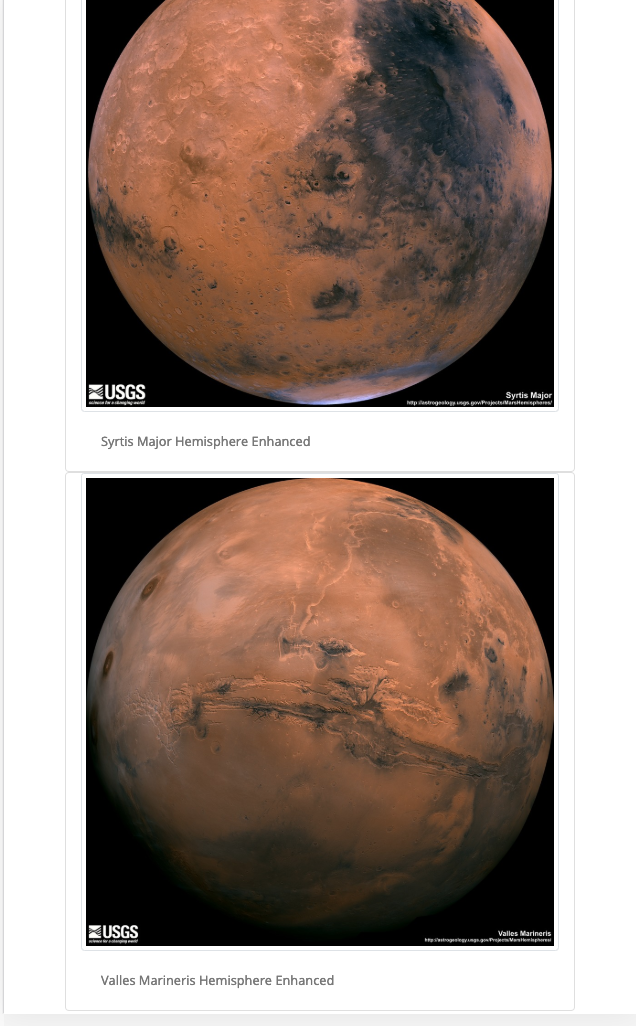 USGS
science for a changing world
Syrtis Major
http://astrogeology.usgs.gov/Projects/MarsHemispheres/
Syrtis Major Hemisphere Enhanced
USGS
science for a changing world
Valles Marineris
http://astrogeology.usgs.gov/Projects/MarsHemispheres/
Valles Marineris Hemisphere Enhanced